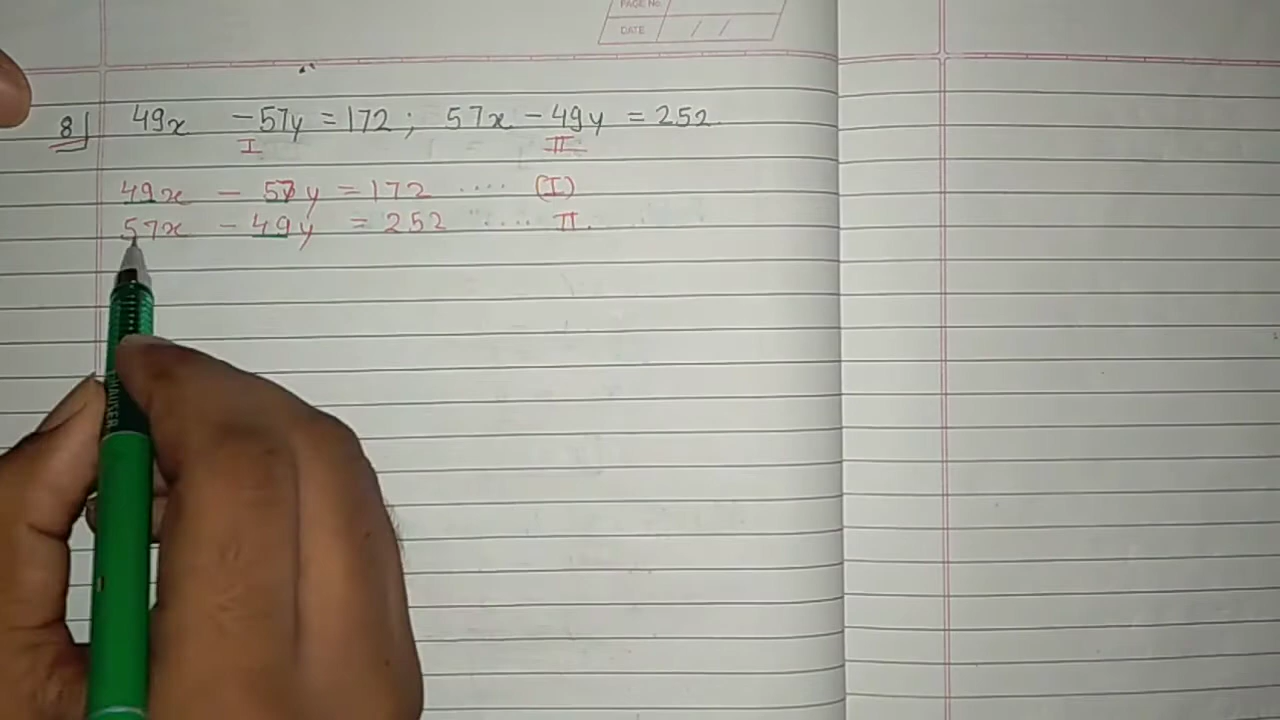 PAGE No.
DATE / /
8] 49x - 57y = 172 ; 57x - 49y = 252.
I II
49x - 57y = 172 .... (I)
57x - 49y = 252 .... II.